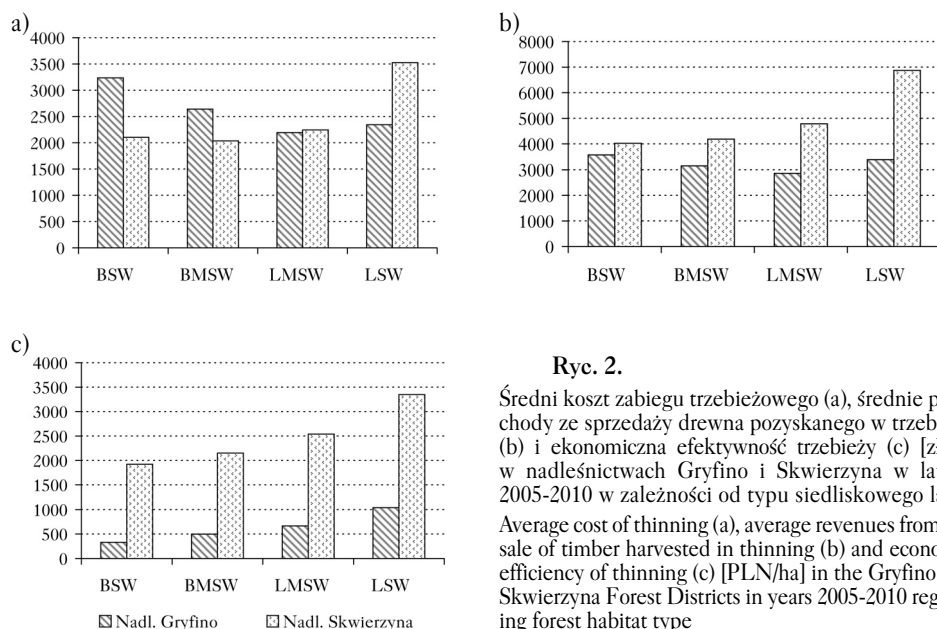 a)
4000
3500
3000
2500
2000
1500
1000
500
0
BSW BMSW LMSW LSW
b)
8000
7000
6000
5000
4000
3000
2000
1000
0
BSW BMSW LMSW LSW
c)
4000
3500
3000
2500
2000
1500
1000
500
0
BSW BMSW LMSW LSW
Nadl. Gryfino Nadl. Skwierzyna
Ryc. 2.
Średni koszt zabiegu trzebieżowego (a), średnie p
chody ze sprzedaży drewna pozyskanego w trzeb
(b) i ekonomiczna efektywność trzebieży (c) [z
w nadleśnictwach Gryfino i Skwierzyna w la
2005-2010 w zależności od typu siedliskowego l
Average cost of thinning (a), average revenues from
sale of timber harvested in thinning (b) and econo
efficiency of thinning (c) [PLN/ha] in the Gryfino
Skwierzyna Forest Districts in years 2005-2010 reg
ing forest habitat type